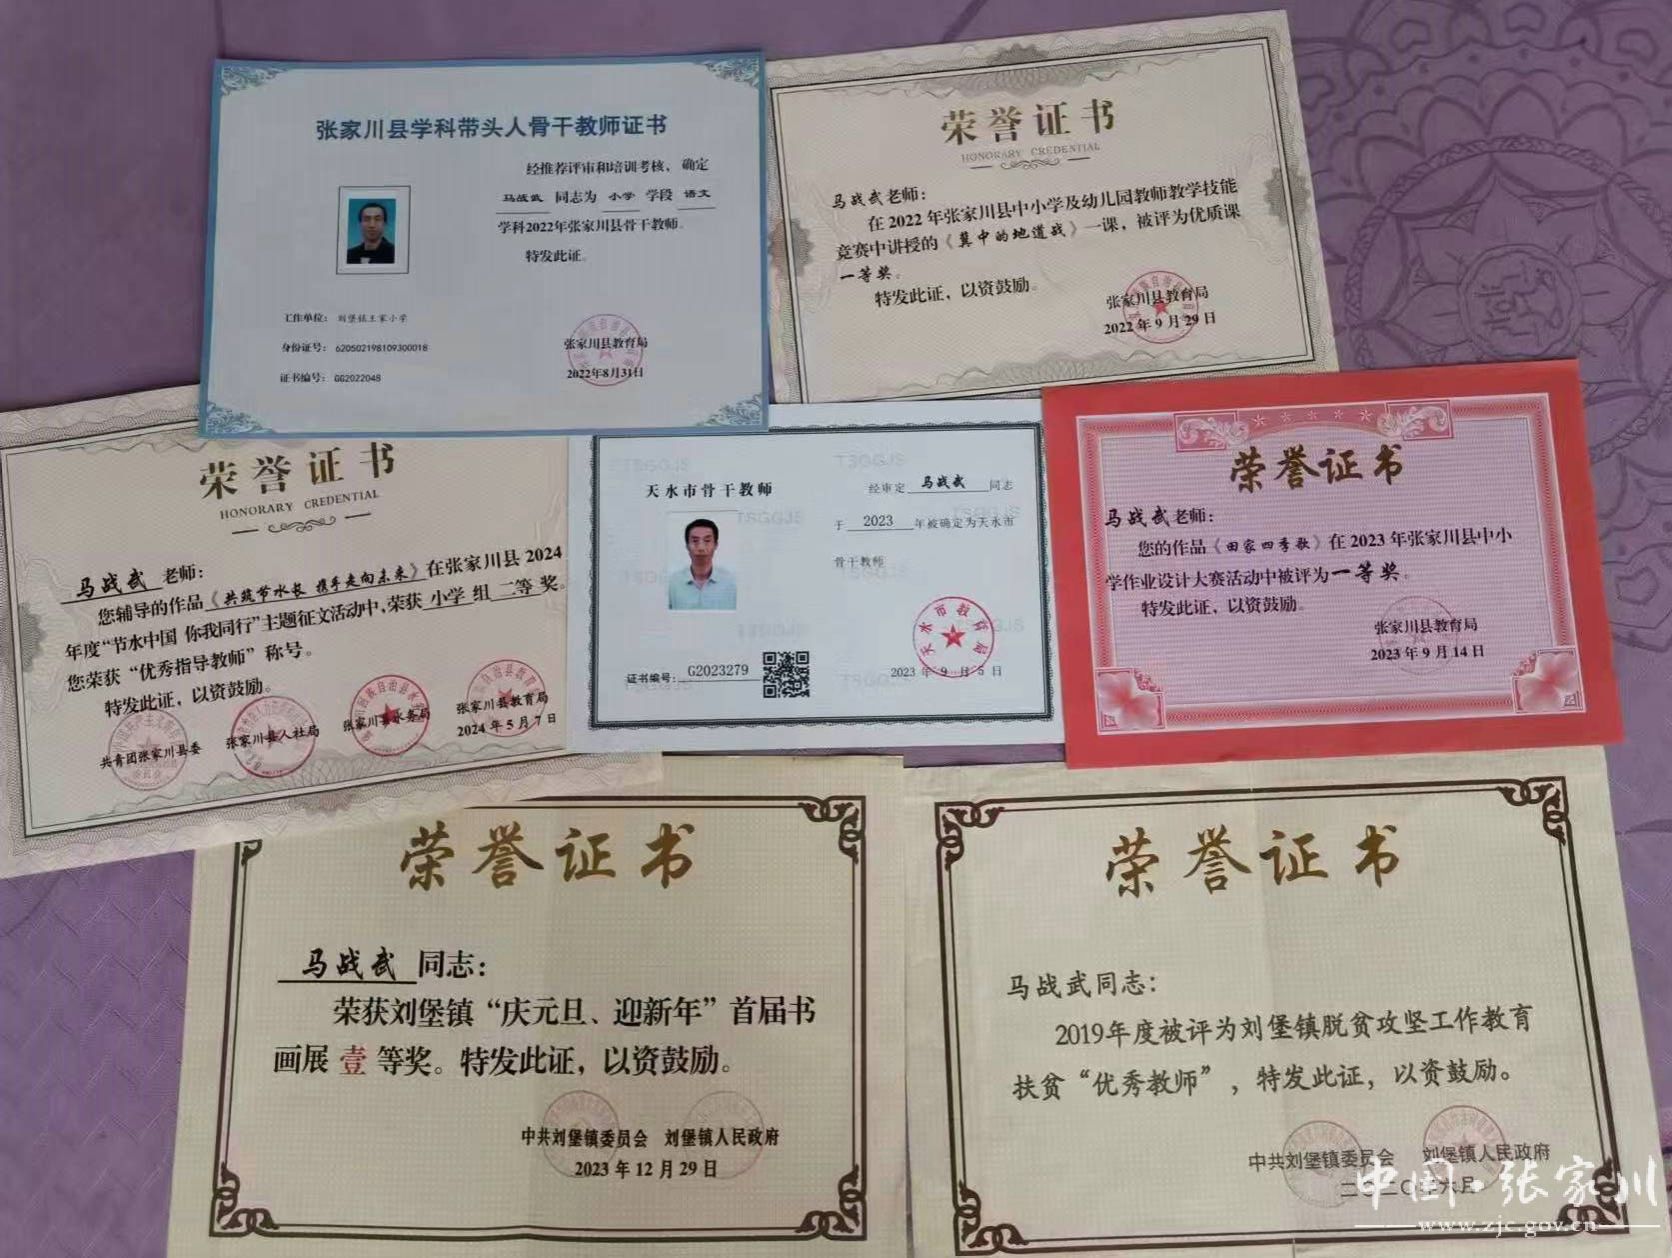 张家川县学科带头人骨干教师证书
经推荐评审和培训考核，确定
马战武 同志为 小学 学段 语文
学科2022年张家川县骨干教师。
特发此证。
工作单位： 刘堡镇王家小学
身份证号： 620502198109300018
证书编号： GG2022048
张家川县教育局
2022年8月31日
荣誉证书
HONORARY CREDENTIAL
马战武老师：
在2022年张家川县中小学及幼儿园教师教学技能
竞赛中讲授的《冀中的地道战》一课，被评为优质课
一等奖。
特发此证，以资鼓励。
张家川县教育局
2022年9月29日
荣誉证书
HONORARY CREDENTIAL
马战武 老师：
您辅导的作品《共筑节水长 携手走向未来》在张家川县2024
年度“节水中国 你我同行”主题征文活动中，荣获 小学 组 二等 奖。
您荣获“优秀指导教师”称号。
特发此证，以资鼓励。
共青团张家川县委 张家川县人社局 张家川县水务局 张家川县教育局
2024年5月7日
天水市骨干教师
经审定 马战武 同志
于 2023 年被确定为天水市
骨干教师
天水市教育局
证书编号： G2023279
2023 年 9 月 5 日
荣誉证书
马战武老师：
您的作品《田家四季歌》在2023年张家川县中小
学作业设计大赛活动中被评为一等奖。
特发此证，以资鼓励。
张家川县教育局
2023年9月14日
荣誉证书
马战武 同志：
荣获刘堡镇“庆元旦、迎新年”首届书
画展 壹 等奖。特发此证，以资鼓励。
中共刘堡镇委员会 刘堡镇人民政府
2023年12月29日
荣誉证书
马战武同志：
2019年度被评为刘堡镇脱贫攻坚工作教育
扶贫“优秀教师”，特发此证，以资鼓励。
中共刘堡镇委员会 刘堡镇人民政府
中国·张家川
www.zjc.gov.cn